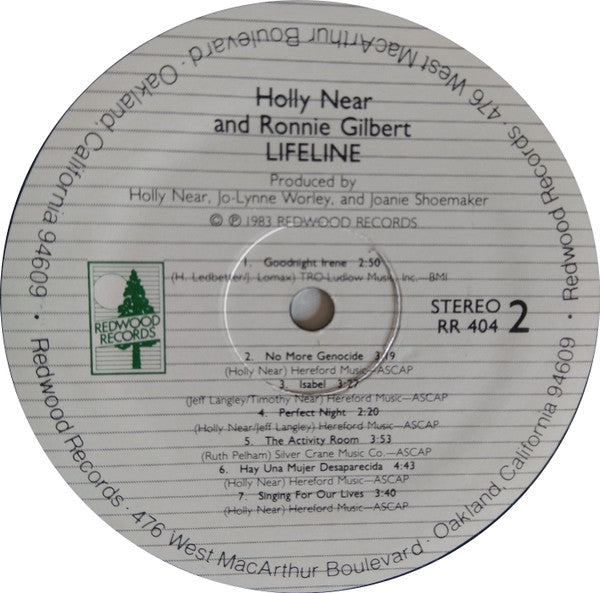 Holly Near
and Ronnie Gilbert
LIFELINE
Produced by
Holly Near, Jo-Lynne Worley, and Joanie Shoemaker
© ℗ 1983 REDWOOD RECORDS
1. Goodnight Irene 2:50
(H. Ledbetter/J. Lomax) TRO-Ludlow Music, Inc.—BMI
REDWOOD
RECORDS
STEREO 2
RR 404
2. No More Genocide 3:19
(Holly Near) Hereford Music—ASCAP
3. Isabel 3:27
(Jeff Langley/Timothy Near) Hereford Music—ASCAP
4. Perfect Night 2:20
(Holly Near/Jeff Langley) Hereford Music—ASCAP
5. The Activity Room 3:53
(Ruth Pelham) Silver Crane Music Co.—ASCAP
6. Hay Una Mujer Desaparecida 4:43
(Holly Near) Hereford Music—ASCAP
7. Singing For Our Lives 3:40
(Holly Near) Hereford Music—ASCAP
Redwood Records · 476 West MacArthur Boulevard · Oakland, California 94609 ·
Redwood Records · 476 West MacArthur Boulevard · Oakland, California 94609 ·